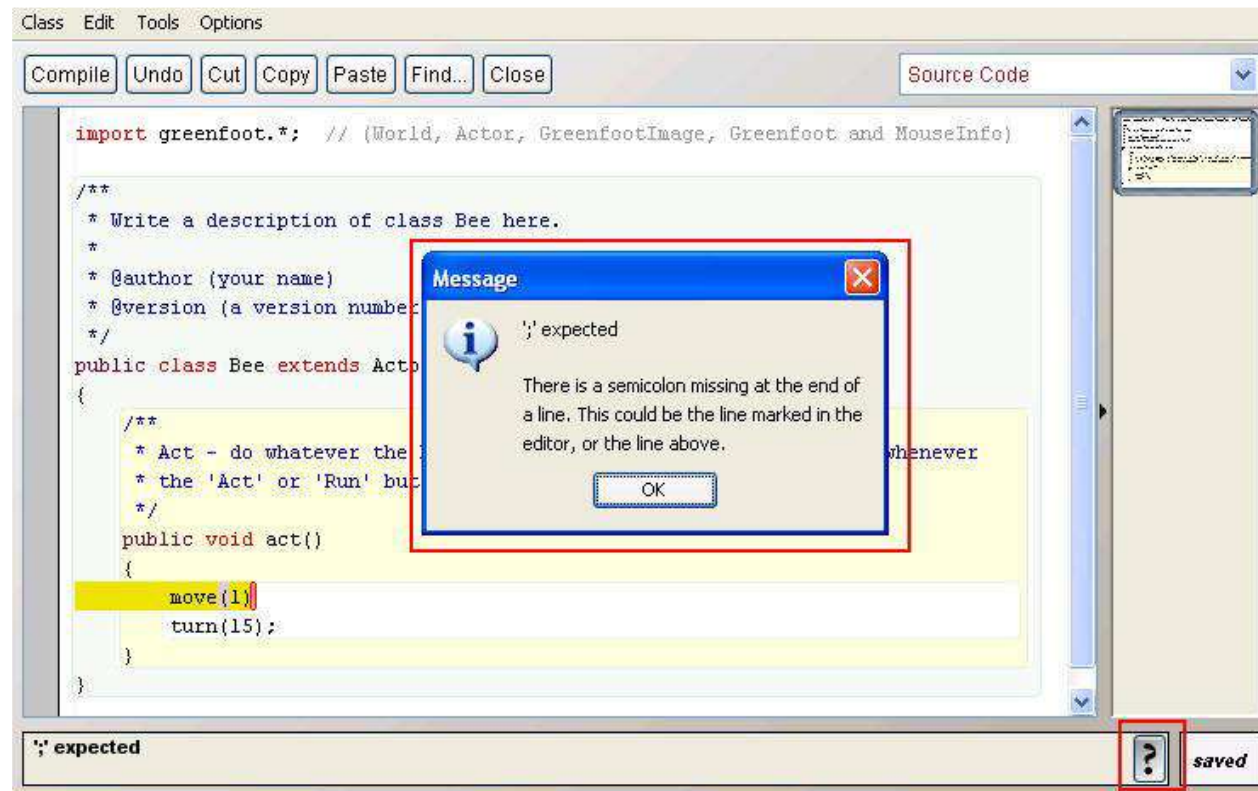 Class Edit Tools Options
Compile Undo Cut Copy Paste Find... Close Source Code
import greenfoot.*; // (World, Actor, GreenfootImage, Greenfoot and MouseInfo)
/**
* Write a description of class Bee here.
*
* @author (your name)
* @version (a version number
*/
public class Bee extends Acto
{
/**
* Act - do whatever the whenever
* the 'Act' or 'Run' but
*/
public void act()
{
move(1)
turn(15);
}
}
Message
';' expected
There is a semicolon missing at the end of
a line. This could be the line marked in the
editor, or the line above.
OK
';' expected
? saved